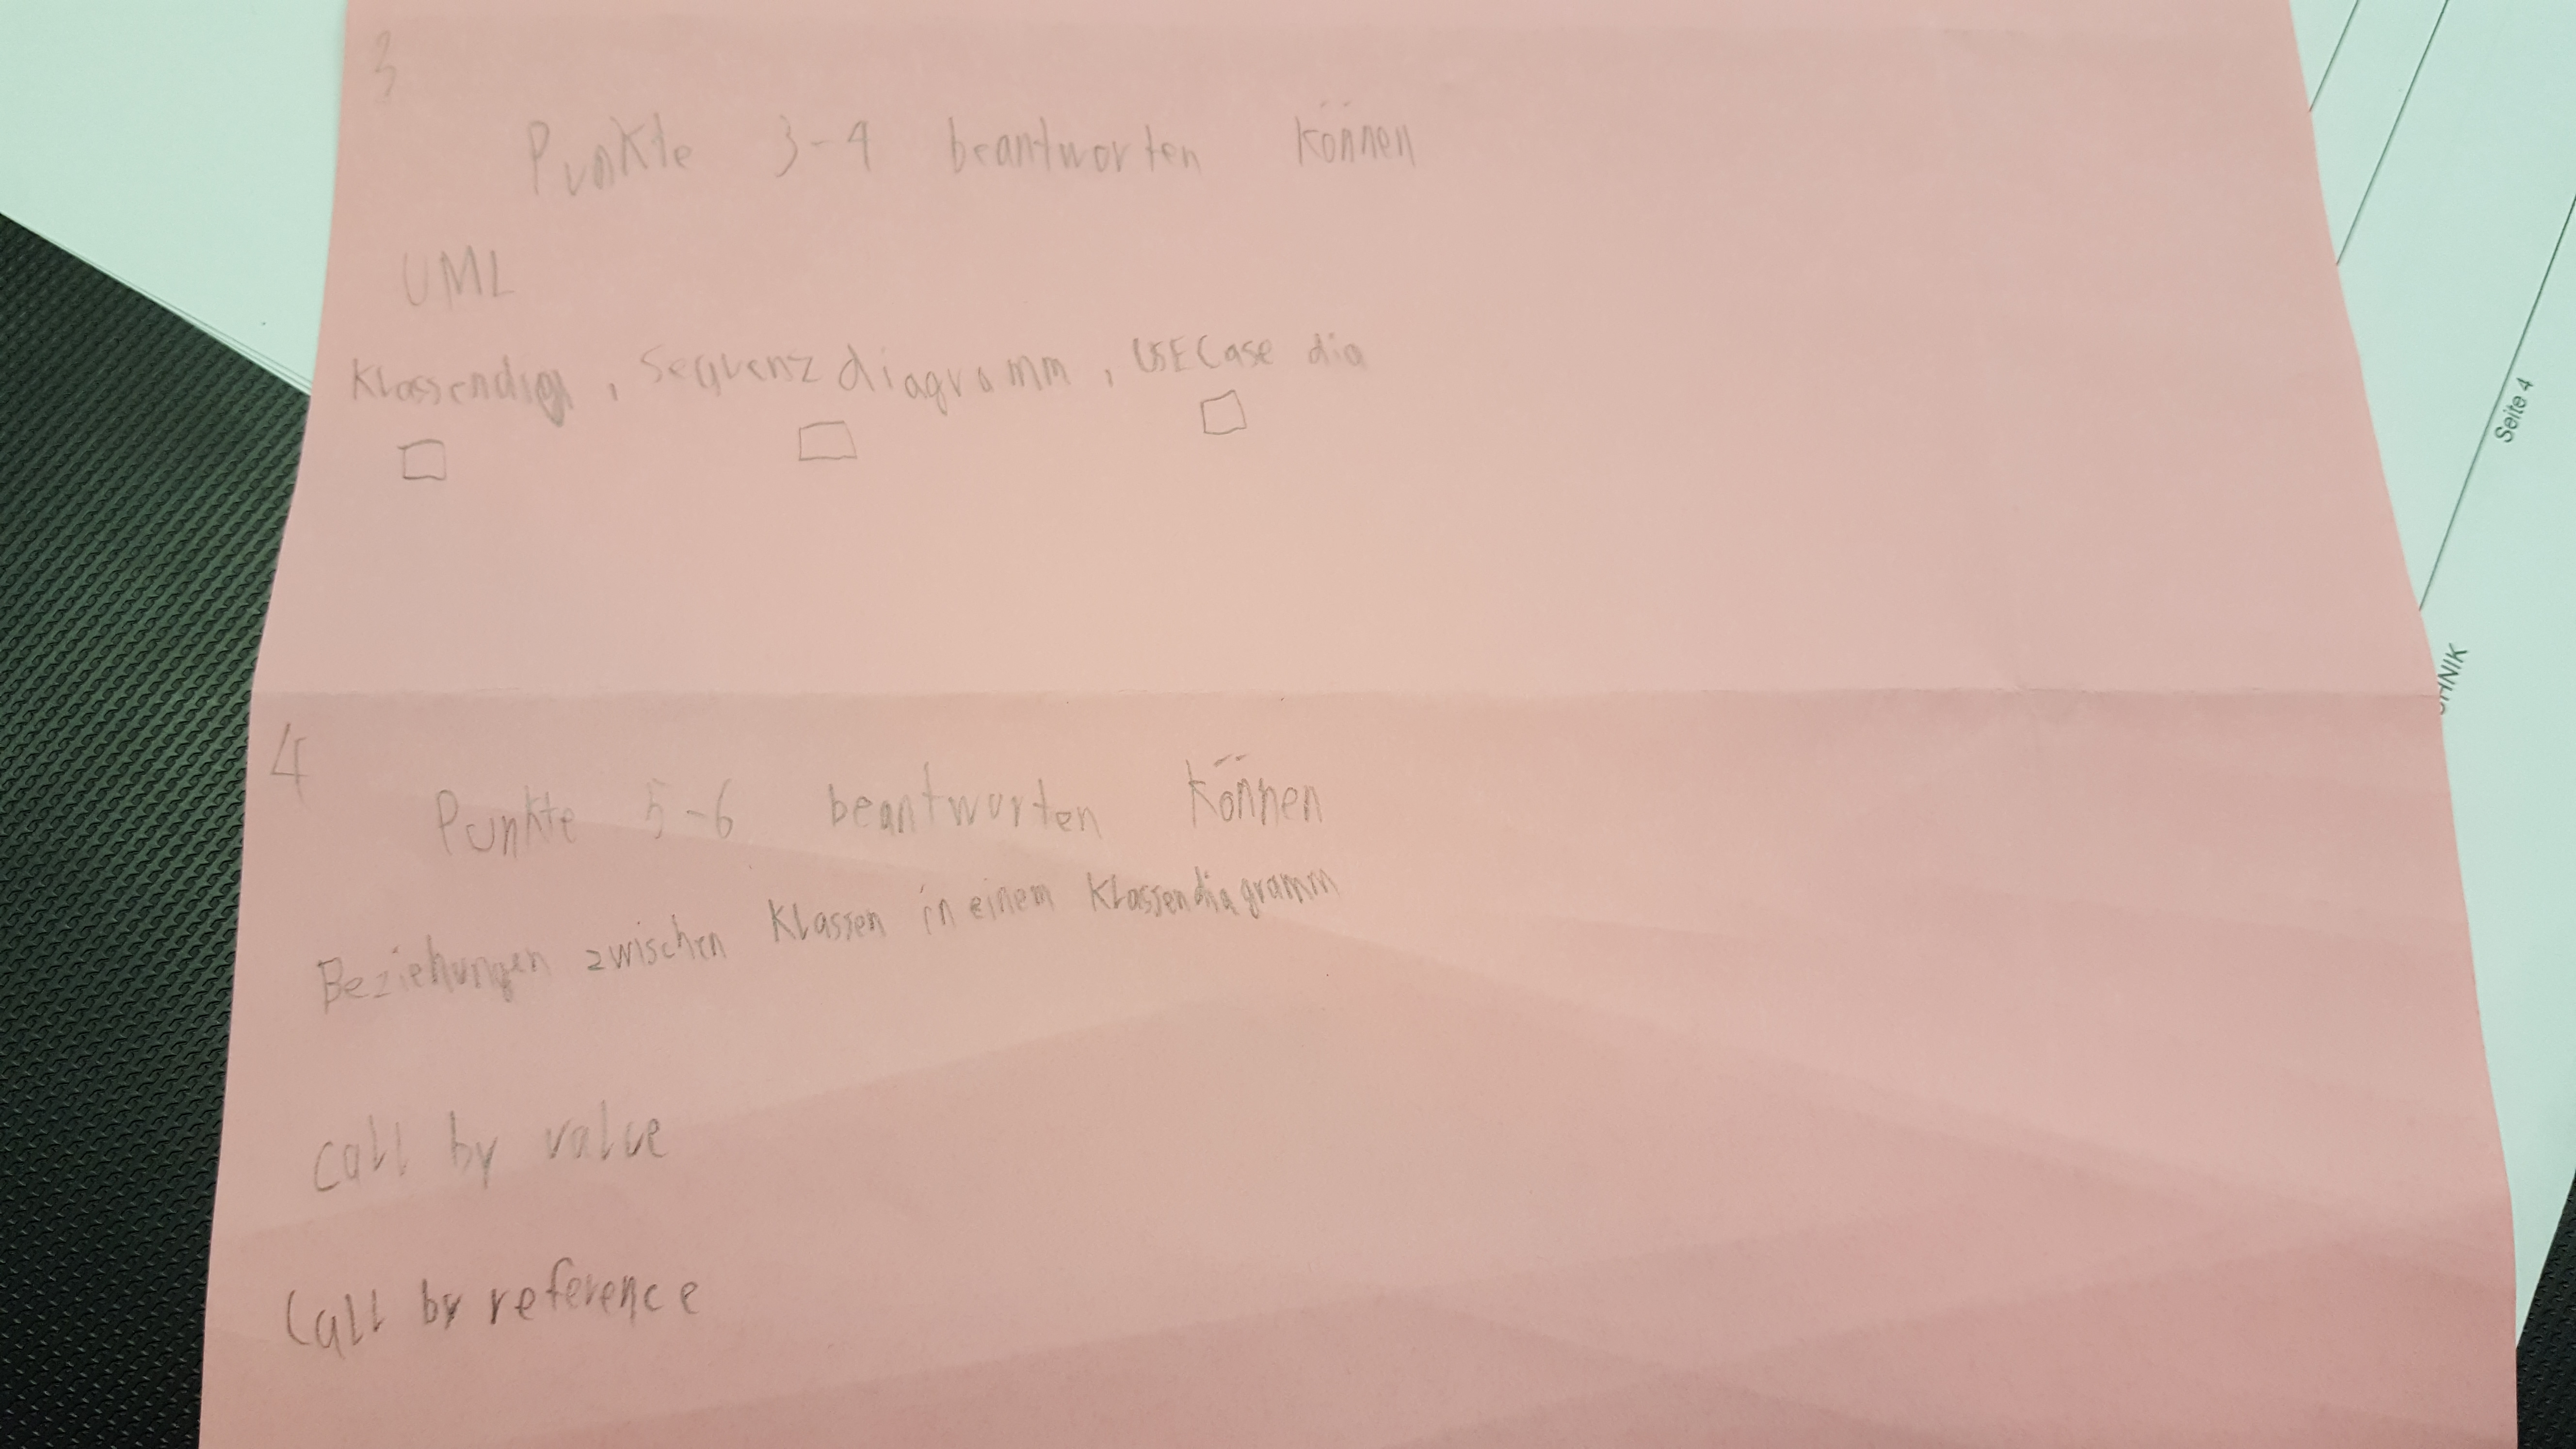 3
Punkte 3-4 beantworten können
UML
Klassendia, Sequenzdiagramm, USECase dia
4
Punkte 5-6 beantworten können
Beziehungen zwischen Klassen in einem Klassendiagramm
Call by value
Call by reference
HNIK
Seite 4